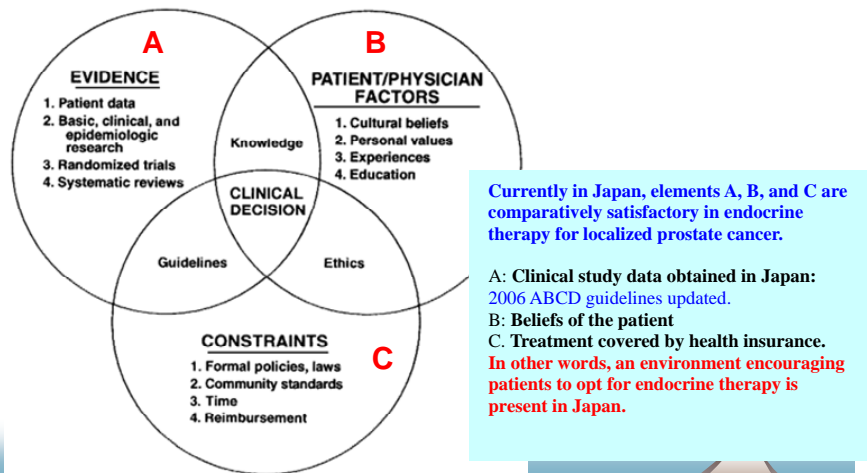 A
B
EVIDENCE
1. Patient data
2. Basic, clinical, and
epidemiologic
research
3. Randomized trials
4. Systematic reviews
PATIENT/PHYSICIAN
FACTORS
1. Cultural beliefs
2. Personal values
3. Experiences
4. Education
Knowledge
CLINICAL
DECISION
Guidelines
Ethics
CONSTRAINTS
C
1. Formal policies, laws
2. Community standards
3. Time
4. Reimbursement
Currently in Japan, elements A, B, and C are
comparatively satisfactory in endocrine
therapy for localized prostate cancer.
A: Clinical study data obtained in Japan:
2006 ABCD guidelines updated.
B: Beliefs of the patient
C. Treatment covered by health insurance.
In other words, an environment encouraging
patients to opt for endocrine therapy is
present in Japan.